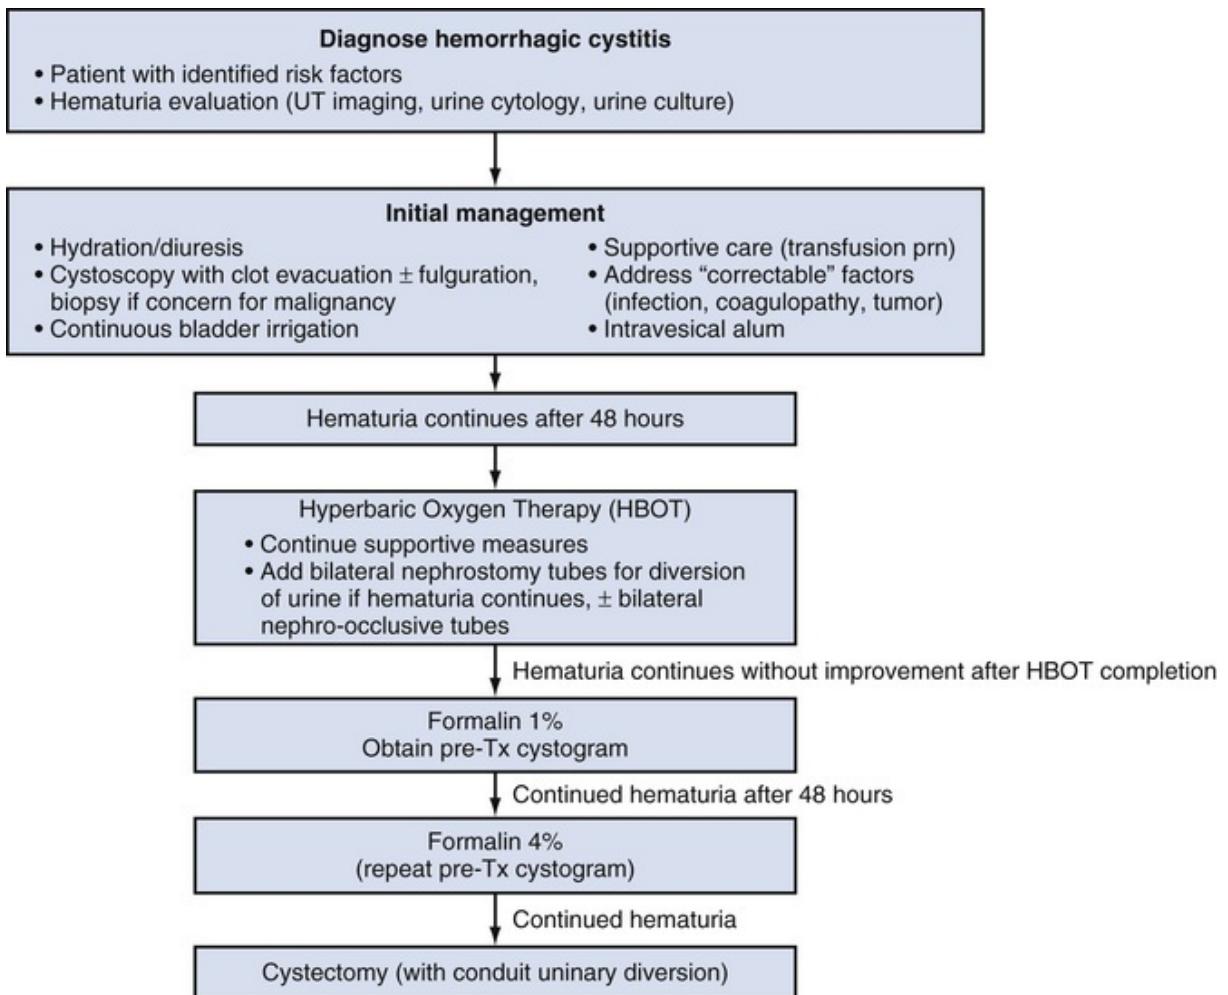 Diagnose hemorrhagic cystitis
• Patient with identified risk factors
• Hematuria evaluation (UT imaging, urine cytology, urine culture)
Initial management
• Hydration/diuresis
• Cystoscopy with clot evacuation ± fulguration,
biopsy if concern for malignancy
• Continuous bladder irrigation
• Supportive care (transfusion prn)
• Address “correctable” factors
(infection, coagulopathy, tumor)
• Intravesical alum
Hematuria continues after 48 hours
Hyperbaric Oxygen Therapy (HBOT)
• Continue supportive measures
• Add bilateral nephrostomy tubes for diversion
of urine if hematuria continues, ± bilateral
nephro-occlusive tubes
Hematuria continues without improvement after HBOT completion
Formalin 1%
Obtain pre-Tx cystogram
Continued hematuria after 48 hours
Formalin 4%
(repeat pre-Tx cystogram)
Continued hematuria
Cystectomy (with conduit uninary diversion)